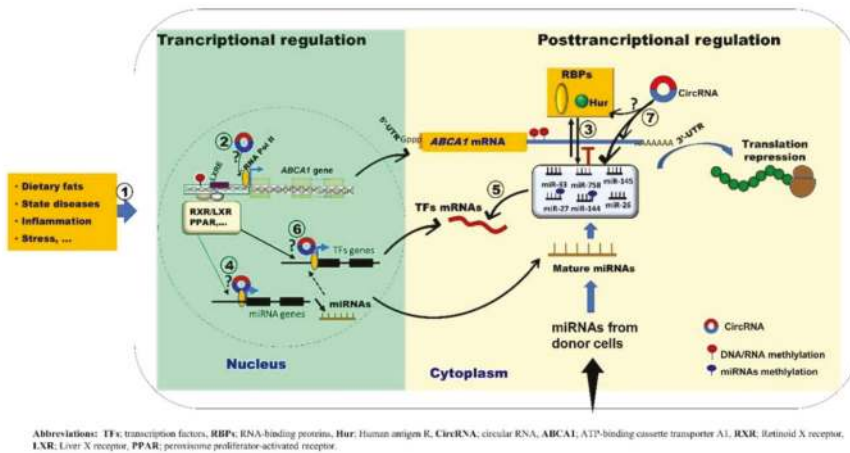 Trancriptional regulation
Posttrancriptional regulation
RBPs
Hur
?
CircRNA
②
?
RNA Pol II
LXRE
ABCA1 gene
5'-UTR
Gppp
ABCA1 mRNA
③
⑦
3'-UTR
AAAAAA
Translation
repression
①
• Dietary fats
• State diseases
• Inflammation
• Stress, ...
RXR/LXR
PPAR,...
miR-33 miR-758 miR-145
miR-27 miR-144 miR-26
⑤
TFs mRNAs
⑥
?
TFs genes
④
?
miRNA genes
miRNAs
Mature miRNAs
miRNAs from
donor cells
Nucleus
Cytoplasm
CircRNA
DNA/RNA methlylation
miRNAs methylation
Abbreviations: TFs; transcription factors, RBPs; RNA-binding proteins, Hur; Human antigen R, CircRNA; circular RNA, ABCA1; ATP-binding cassette transporter A1, RXR; Retinoid X receptor,
LXR; Liver X receptor, PPAR; peroxisome proliferator-activated receptor.